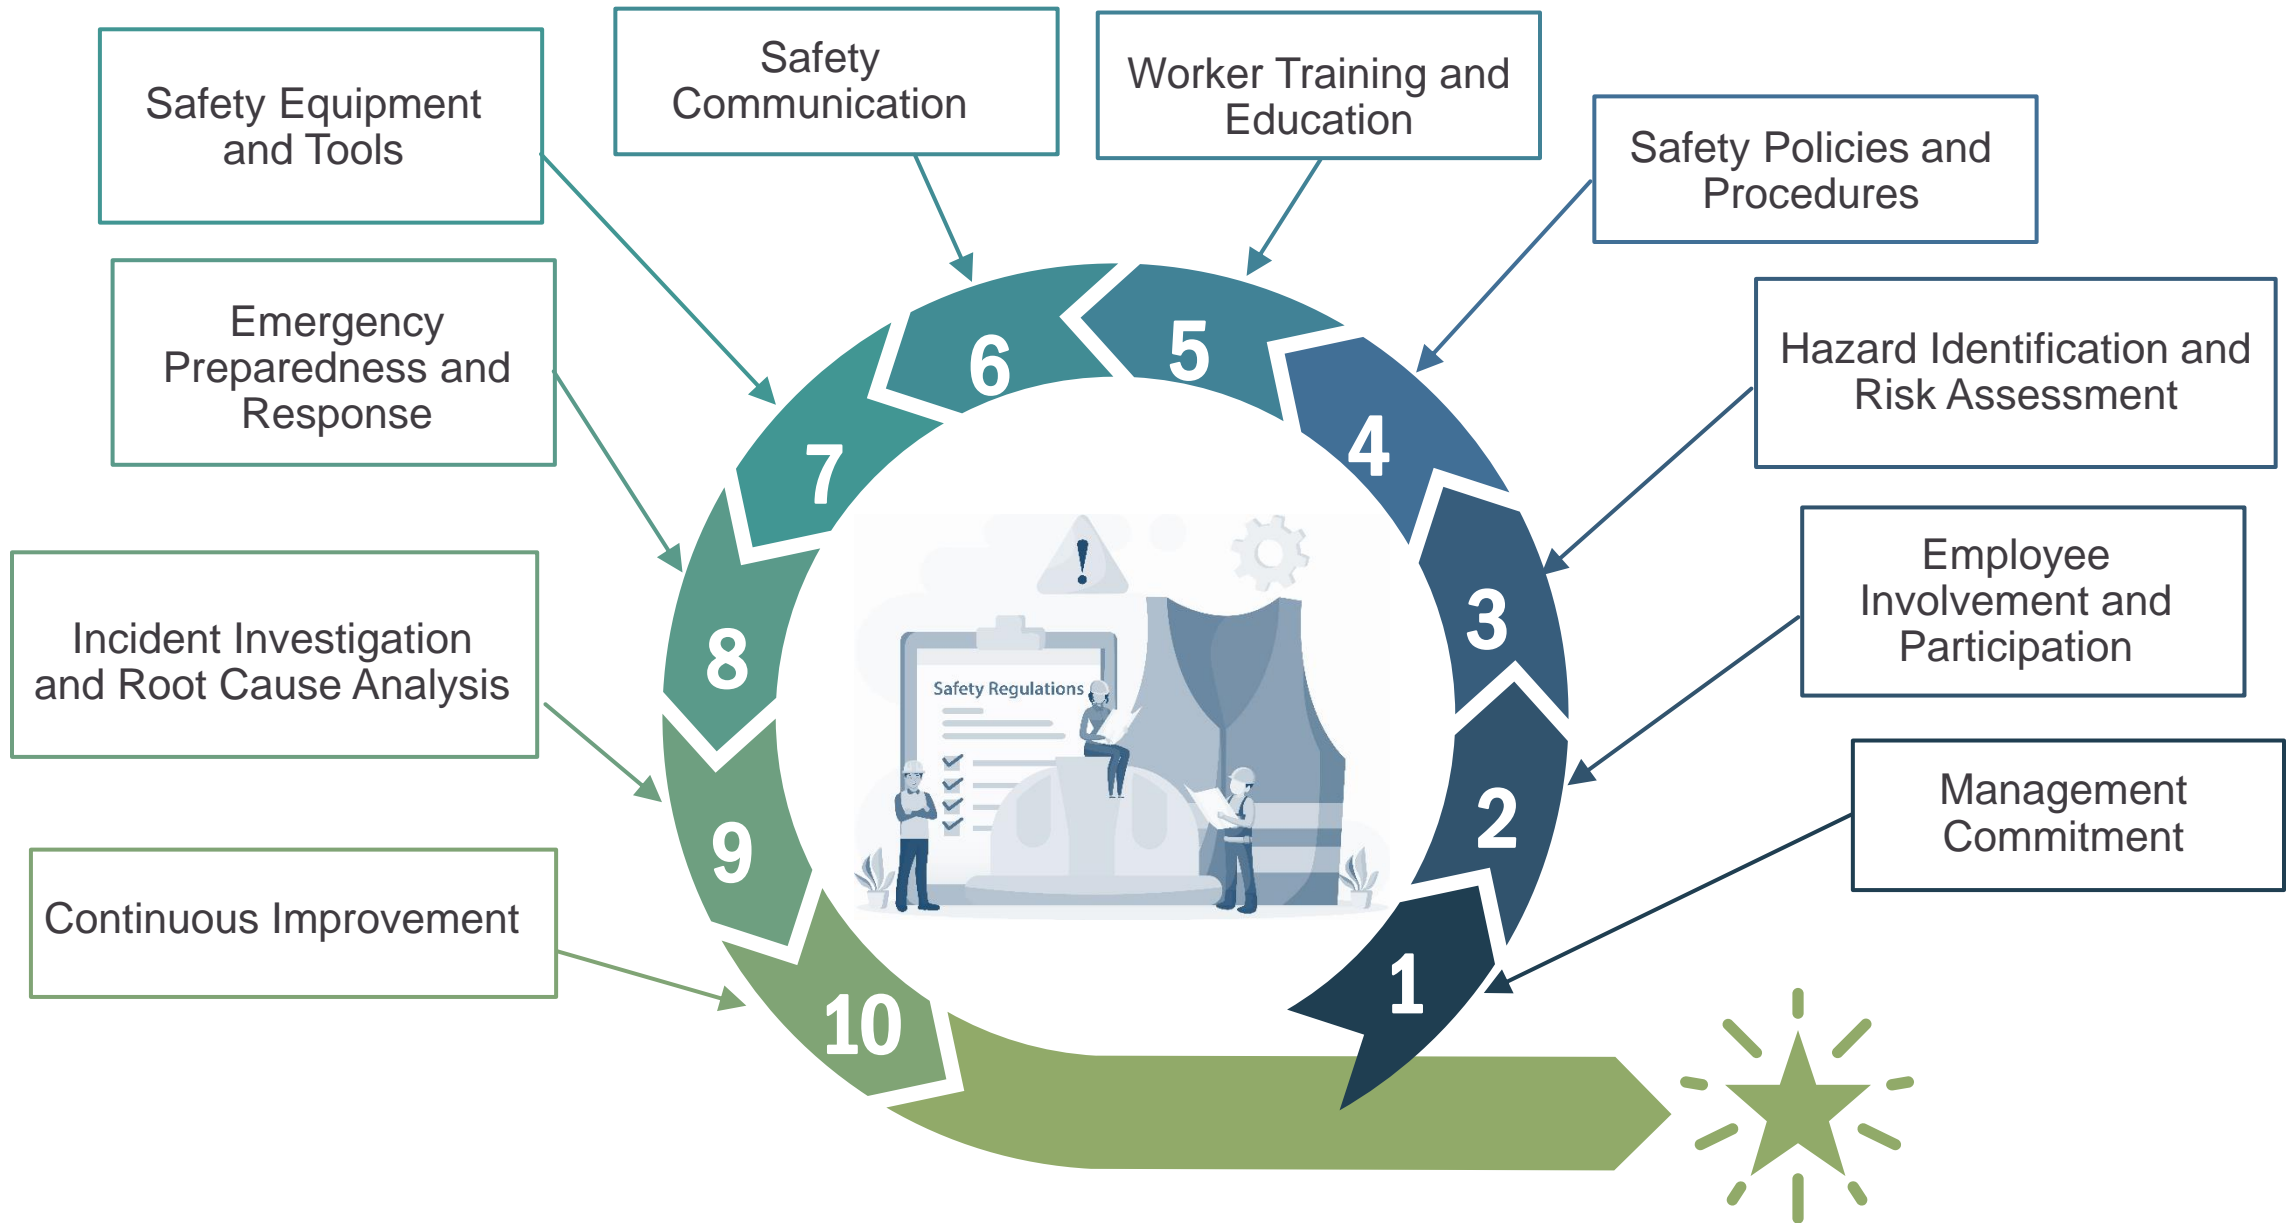 Safety Equipment
and Tools
Safety
Communication
Worker Training and
Education
Safety Policies and
Procedures
Emergency
Preparedness and
Response
Hazard Identification and
Risk Assessment
Incident Investigation
and Root Cause Analysis
Employee
Involvement and
Participation
Continuous Improvement
Management
Commitment
1
2
3
4
5
6
7
8
9
10
!
Safety Regulations